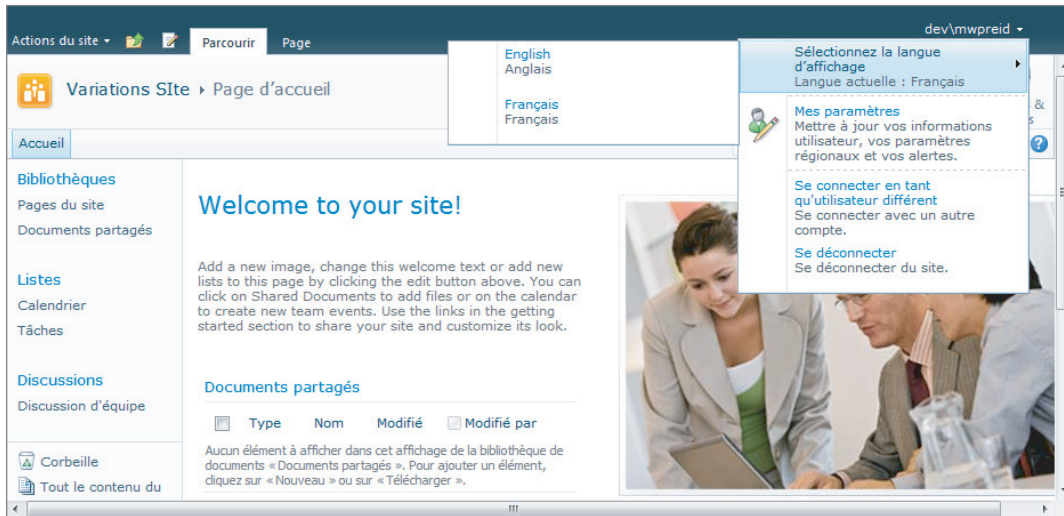 Actions du site
Parcourir
Page
dev\mwpreid
Variations SIte
Page d'accueil
English
Anglais
Français
Français
Sélectionnez la langue
d'affichage
Langue actuelle : Français
Mes paramètres
Mettre à jour vos informations
utilisateur, vos paramètres
régionaux et vos alertes.
Se connecter en tant
qu'utilisateur différent
Se connecter avec un autre
compte.
Se déconnecter
Se déconnecter du site.
&
Accueil
Bibliothèques
Pages du site
Documents partagés
Listes
Calendrier
Tâches
Discussions
Discussion d'équipe
Corbeille
Tout le contenu du
Welcome to your site!
Add a new image, change this welcome text or add new
lists to this page by clicking the edit button above. You can
click on Shared Documents to add files or on the calendar
to create new team events. Use the links in the getting
started section to share your site and customize its look.
Documents partagés
Type Nom Modifié Modifié par
Aucun élément à afficher dans cet affichage de la bibliothèque de
documents « Documents partagés ». Pour ajouter un élément,
cliquez sur « Nouveau » ou sur « Télécharger ».